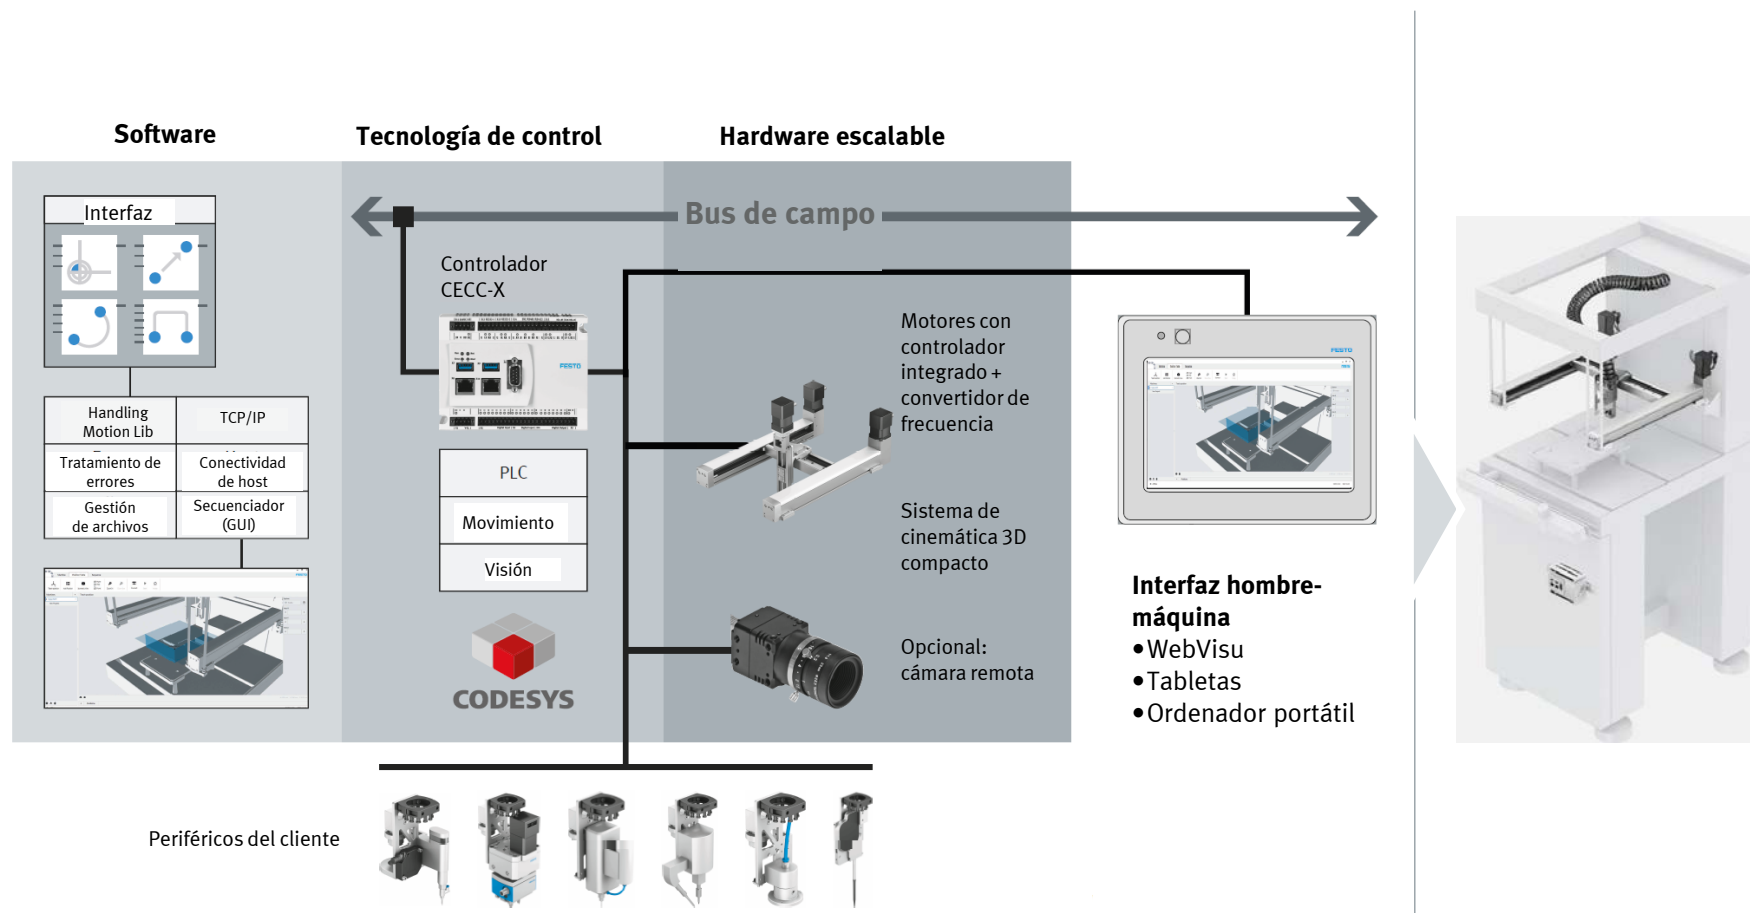 Software
Tecnología de control
Hardware escalable
Interfaz
Bus de campo
Controlador
CECC-X
FESTO
Handling
Motion Lib
TCP/IP
Tratamiento de
errores
Conectividad
de host
Gestión
de archivos
Secuenciador
(GUI)
PLC
Movimiento
Visión
CODESYS
Motores con
controlador
integrado +
convertidor de
frecuencia
Sistema de
cinemática 3D
compacto
Opcional:
cámara remota
FESTO
Interfaz hombre-
máquina
•WebVisu
•Tabletas
•Ordenador portátil
Periféricos del cliente